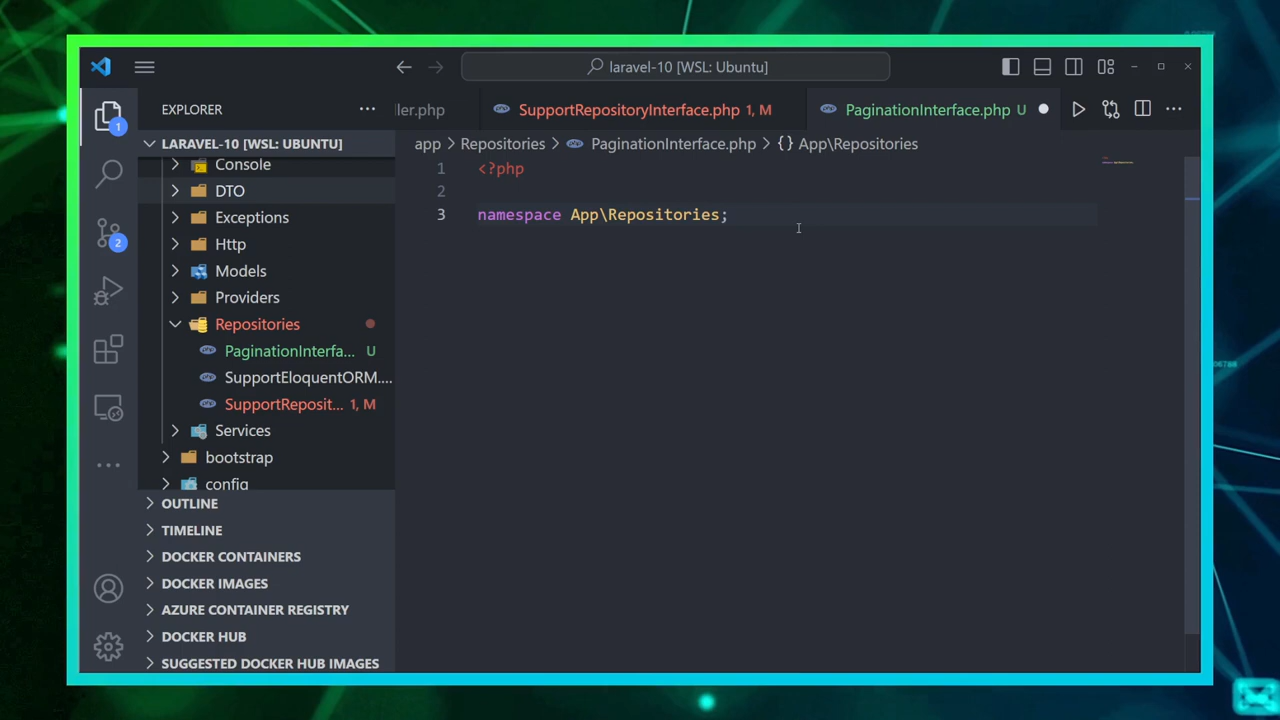 laravel-10 [WSL: Ubuntu]
EXPLORER
ller.php
SupportRepositoryInterface.php 1, M
PaginationInterface.php U
LARAVEL-10 [WSL: UBUNTU]
app > Repositories > PaginationInterface.php > {} App\Repositories
Console
DTO
Exceptions
Http
Models
Providers
Repositories
PaginationInterfa... U
SupportEloquentORM....
SupportReposit... 1, M
Services
bootstrap
config
OUTLINE
TIMELINE
DOCKER CONTAINERS
DOCKER IMAGES
AZURE CONTAINER REGISTRY
DOCKER HUB
SUGGESTED DOCKER HUB IMAGES
1
2
1 <?php
2
3 namespace App\Repositories;